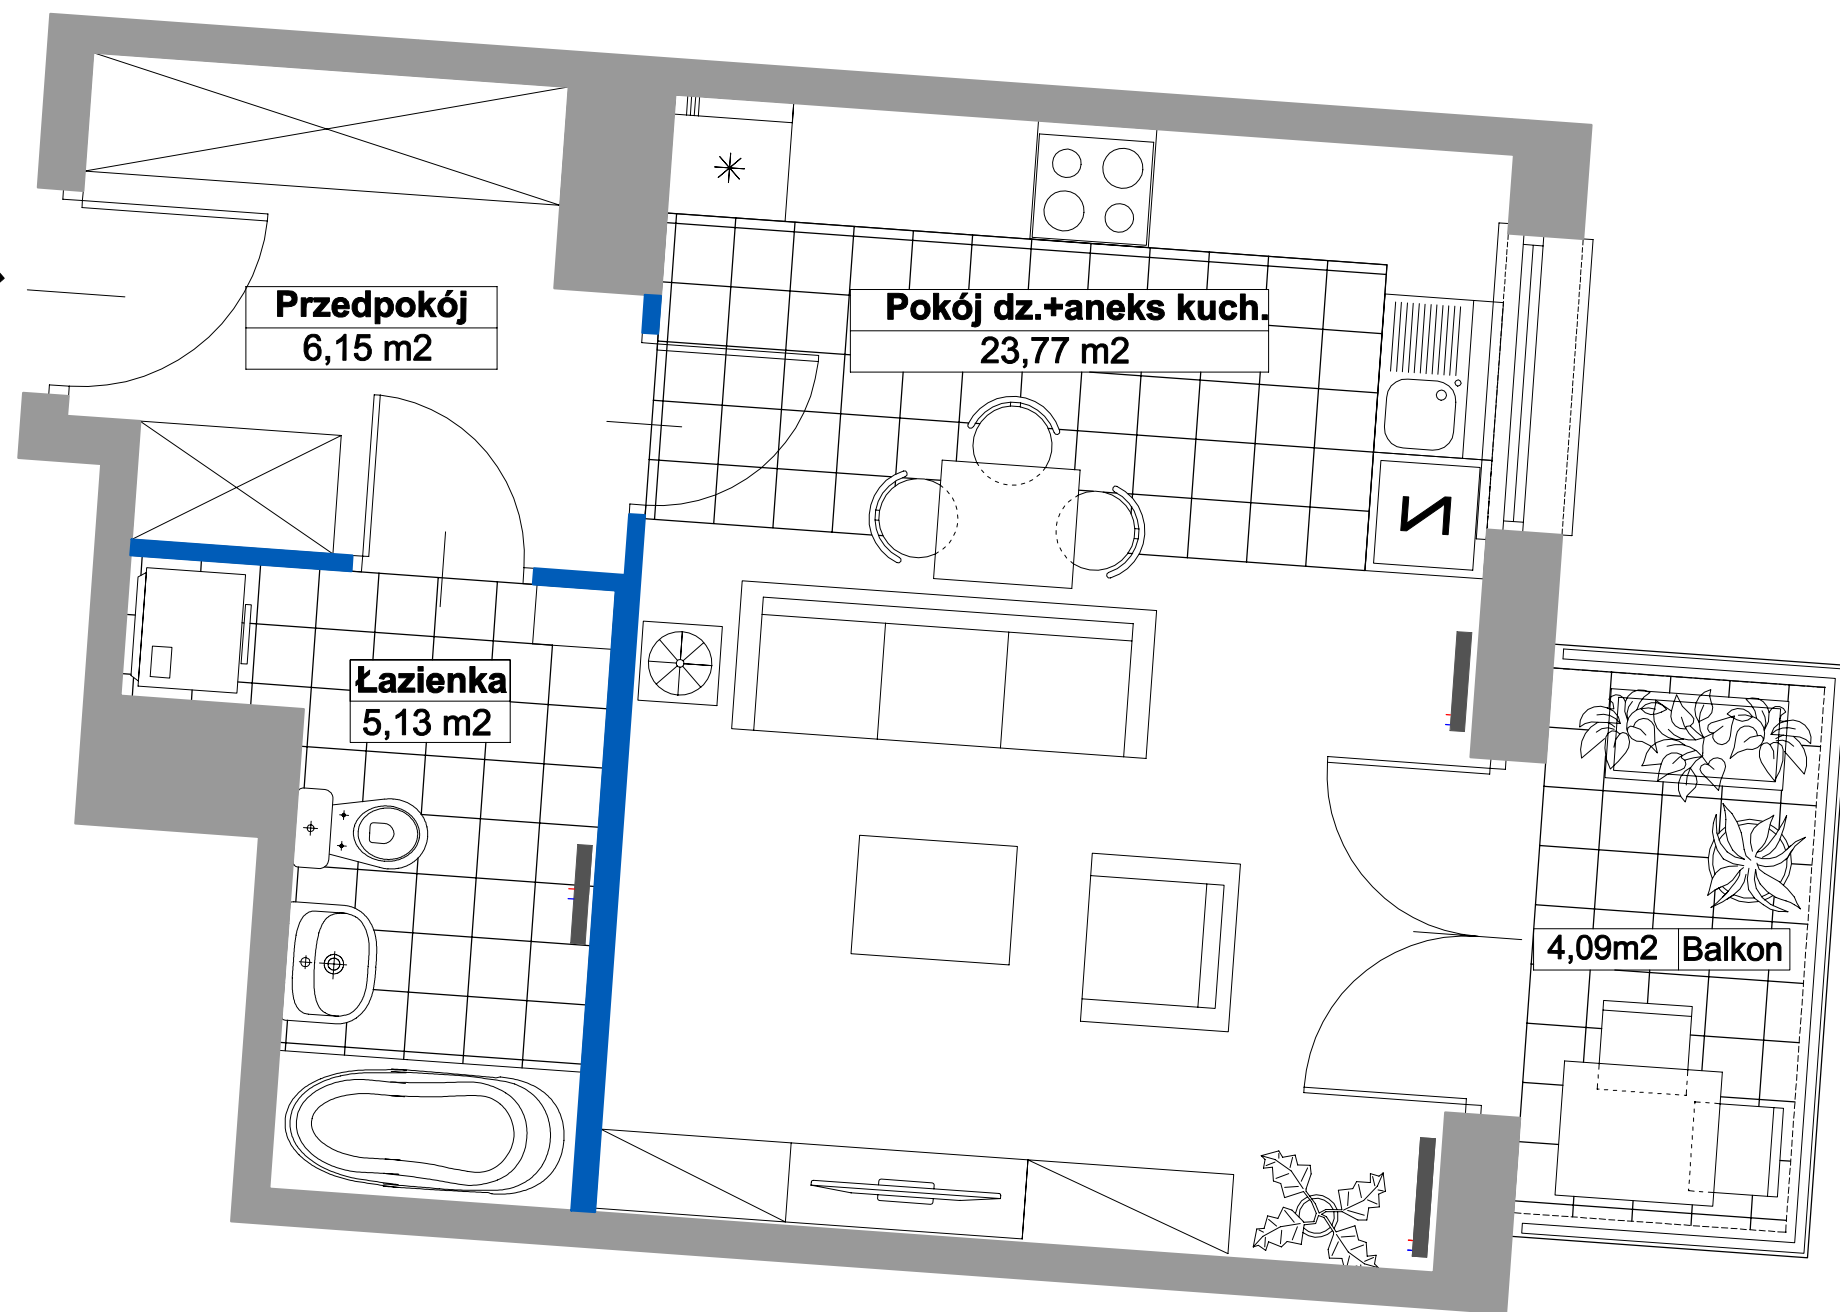 Przedpokój
6,15 m2
Pokój dz.+aneks kuch.
23,77 m2
Łazienka
5,13 m2
4,09m2 Balkon